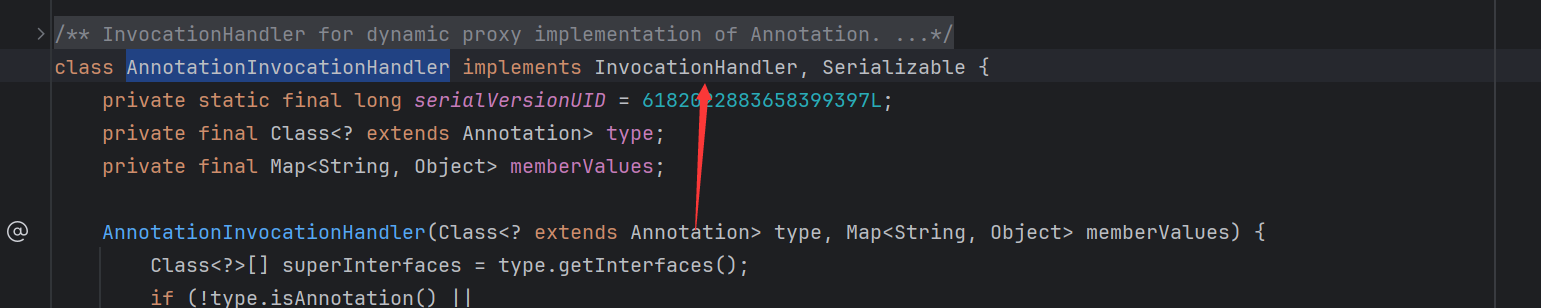 /** InvocationHandler for dynamic proxy implementation of Annotation. ...*/
class AnnotationInvocationHandler implements InvocationHandler, Serializable {
private static final long serialVersionUID = 6182022883658399397L;
private final Class<? extends Annotation> type;
private final Map<String, Object> memberValues;
AnnotationInvocationHandler(Class<? extends Annotation> type, Map<String, Object> memberValues) {
Class<?>[] superInterfaces = type.getInterfaces();
if (!type.isAnnotation() ||